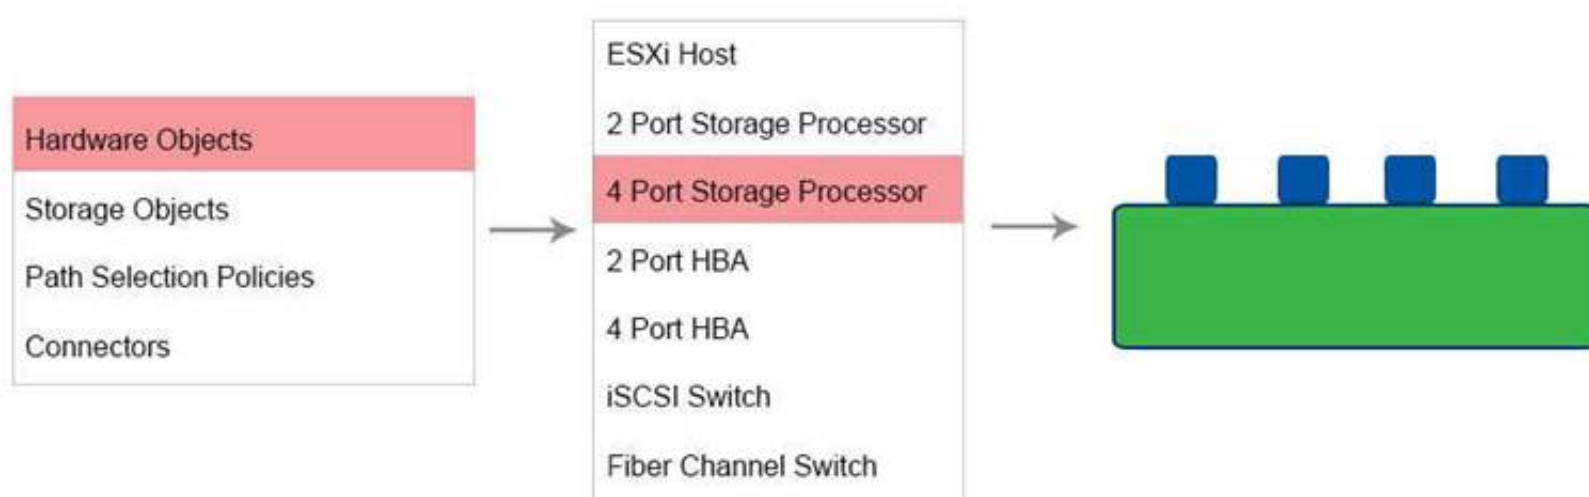 Hardware Objects
Storage Objects
Path Selection Policies
Connectors
ESXi Host
2 Port Storage Processor
4 Port Storage Processor
2 Port HBA
4 Port HBA
iSCSI Switch
Fiber Channel Switch